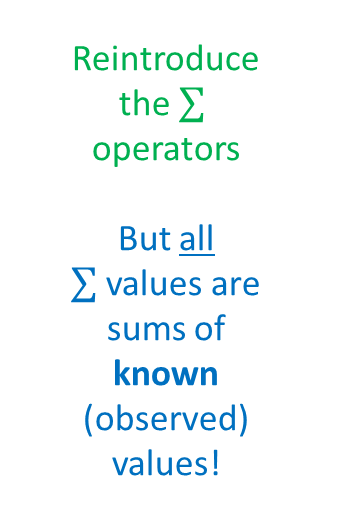 Reintroduce
the ∑
operators
But all
∑ values are
sums of
known
(observed)
values!